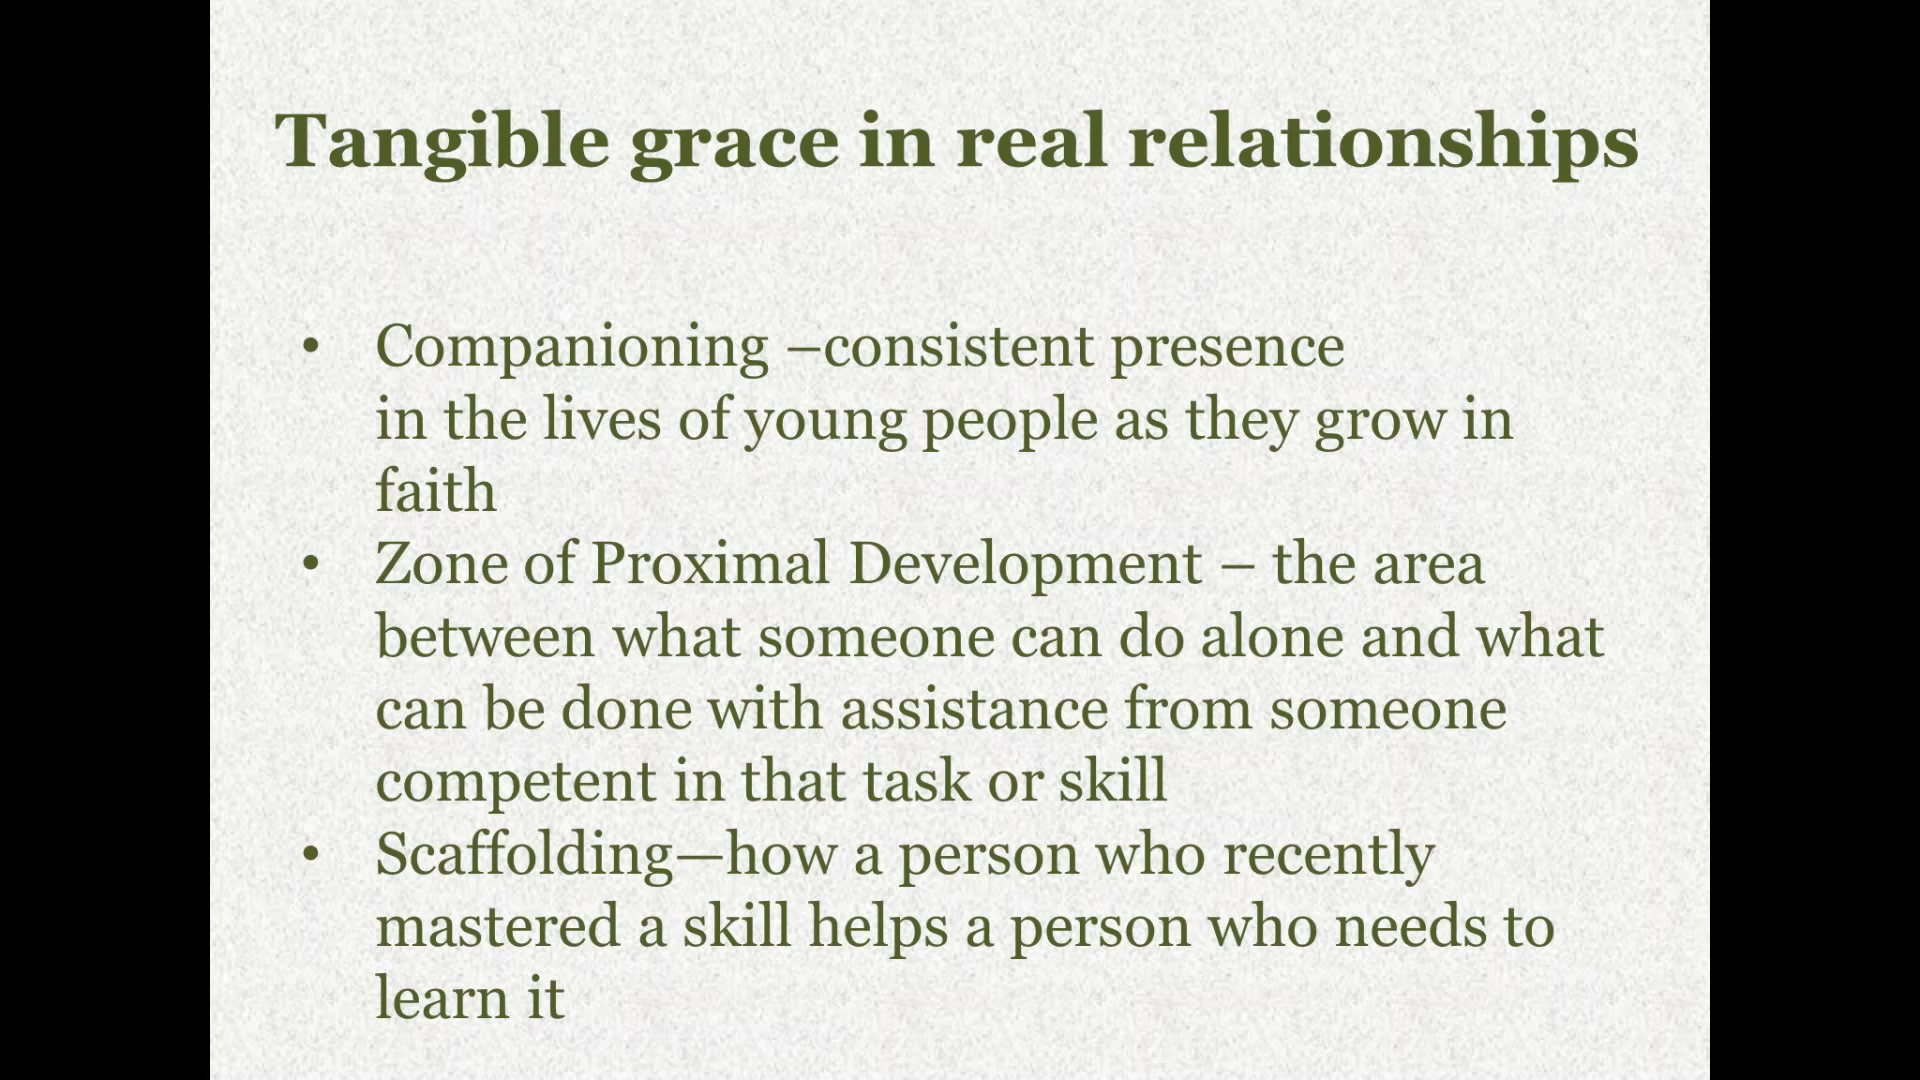 Tangible grace in real relationships
• Companioning –consistent presence
in the lives of young people as they grow in
faith
• Zone of Proximal Development – the area
between what someone can do alone and what
can be done with assistance from someone
competent in that task or skill
• Scaffolding—how a person who recently
mastered a skill helps a person who needs to
learn it